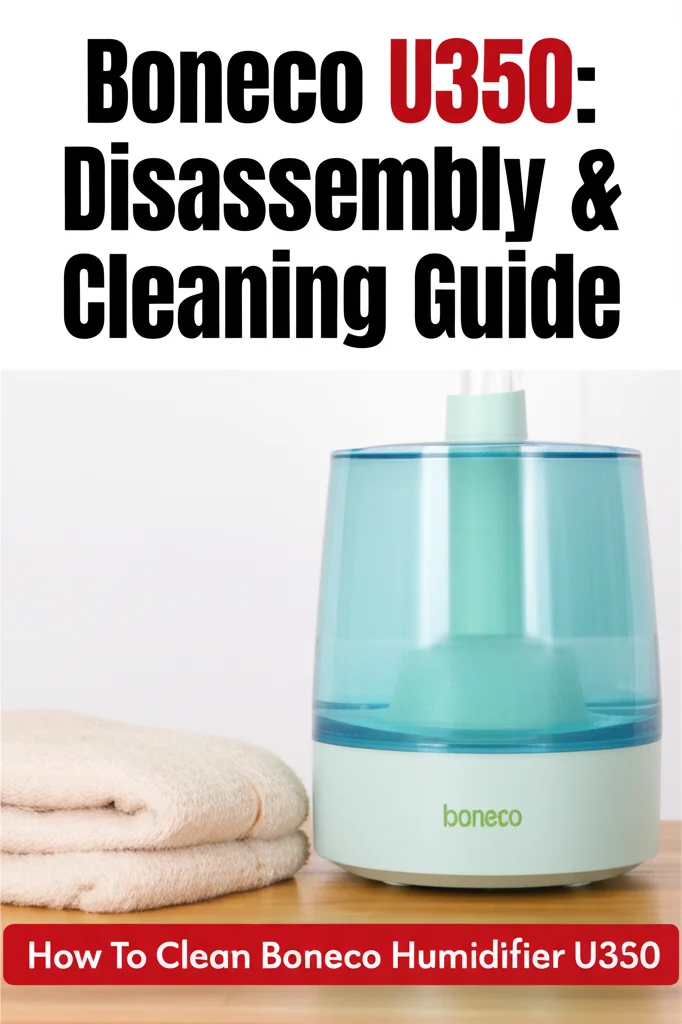 Boneco U350:
Disassembly &
Cleaning Guide
boneco
How To Clean Boneco Humidifier U350